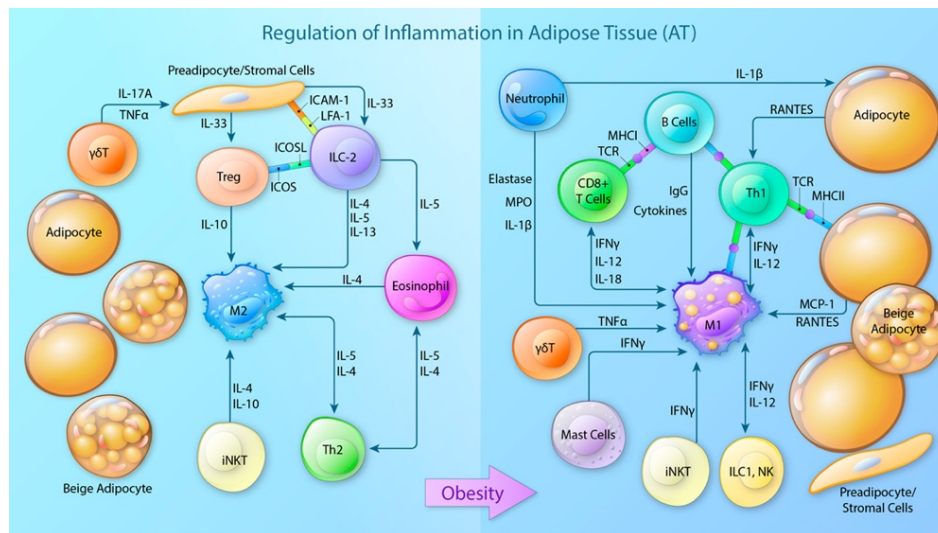 Regulation of Inflammation in Adipose Tissue (AT)
Preadipocyte/Stromal Cells
IL-17A
TNFα
ICAM-1
LFA-1
IL-33
IL-33
γδT
ICOSL
ILC-2
Treg
ICOS
IL-10
IL-4
IL-5
IL-13
IL-5
Adipocyte
M2
IL-4
Eosinophil
IL-5
IL-4
IL-5
IL-4
IL-4
IL-10
iNKT
Th2
Beige Adipocyte
Obesity
Neutrophil
IL-1β
Adipocyte
RANTES
B Cells
MHCI
TCR
CD8+
T Cells
Th1
TCR
MHCII
Elastase
MPO
IL-1β
IgG
Cytokines
IFNγ
IL-12
IL-18
IFNγ
IL-12
M1
MCP-1
RANTES
Beige
Adipocyte
γδT
TNFα
IFNγ
Mast Cells
IFNγ
IFNγ
IL-12
iNKT
ILC1, NK
Preadipocyte/
Stromal Cells